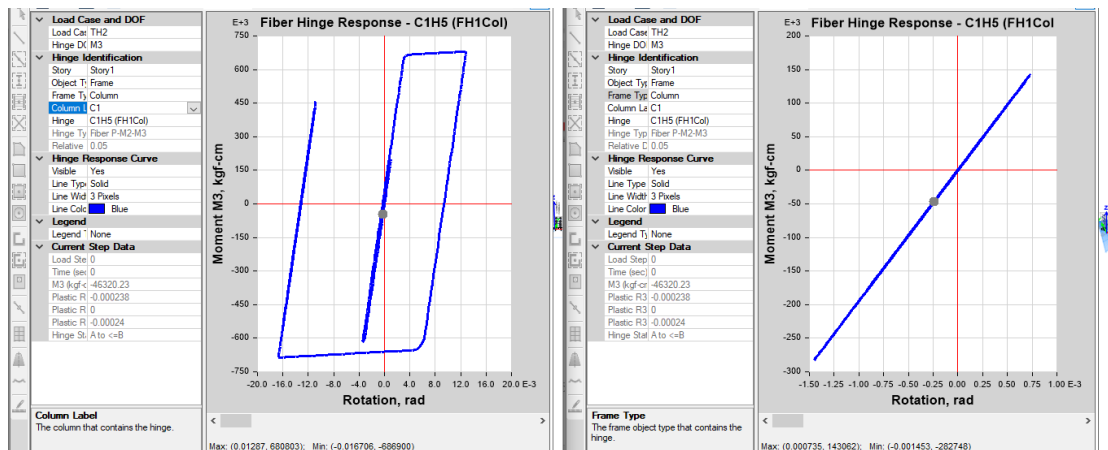 Load Case and DOF
Load Cas TH2
Hinge DO M3
Hinge Identification
Story Story1
Object Ty Frame
Frame Ty Column
Column L C1
Hinge C1H5 (FH1Col)
Hinge Ty Fiber P-M2-M3
Relative 0.05
Hinge Response Curve
Visible Yes
Line Type Solid
Line Widt 3 Pixels
Line Colo Blue
Legend
Legend T None
Current Step Data
Load Step 0
Time (sec 0
M3 (kgf-c -46320.23
Plastic R -0.000238
Plastic R -0.00024
Hinge Sta A to <=B
Column Label
The column that contains the hinge.
E+3 Fiber Hinge Response - C1H5 (FH1Col)
750
600
450
300
150
0
-150
-300
-450
-600
-750
Moment M3, kgf-cm
-20.0 -16.0 -12.0 -8.0 -4.0 0.0 4.0 8.0 12.0 16.0 20.0 E-3
Rotation, rad
Max: (0.01287, 680803); Min: (-0.016706, -686900)
Load Case and DOF
Load Case TH2
Hinge DO M3
Hinge Identification
Story Story1
Object Typ Frame
Frame Typ Column
Column La C1
Hinge C1H5 (FH1Col)
Hinge Typ Fiber P-M2-M3
Relative D 0.05
Hinge Response Curve
Visible Yes
Line Type Solid
Line Width 3 Pixels
Line Color Blue
Legend
Legend Ty None
Current Step Data
Load Step 0
Time (sec) 0
M3 (kgf-cr -46320.23
Plastic R3 -0.000238
Plastic R3 -0.00024
Hinge Stat A to <=B
Frame Type
The frame object type that contains the
hinge.
E+3 Fiber Hinge Response - C1H5 (FH1Col
200
150
100
50
0
-50
-100
-150
-200
-250
-300
Moment M3, kgf-cm
-1.50 -1.25 -1.00 -0.75 -0.50 -0.25 0.00 0.25 0.50 0.75 1.00 E-3
Rotation, rad
Max: (0.000735, 143062); Min: (-0.001453, -282748)